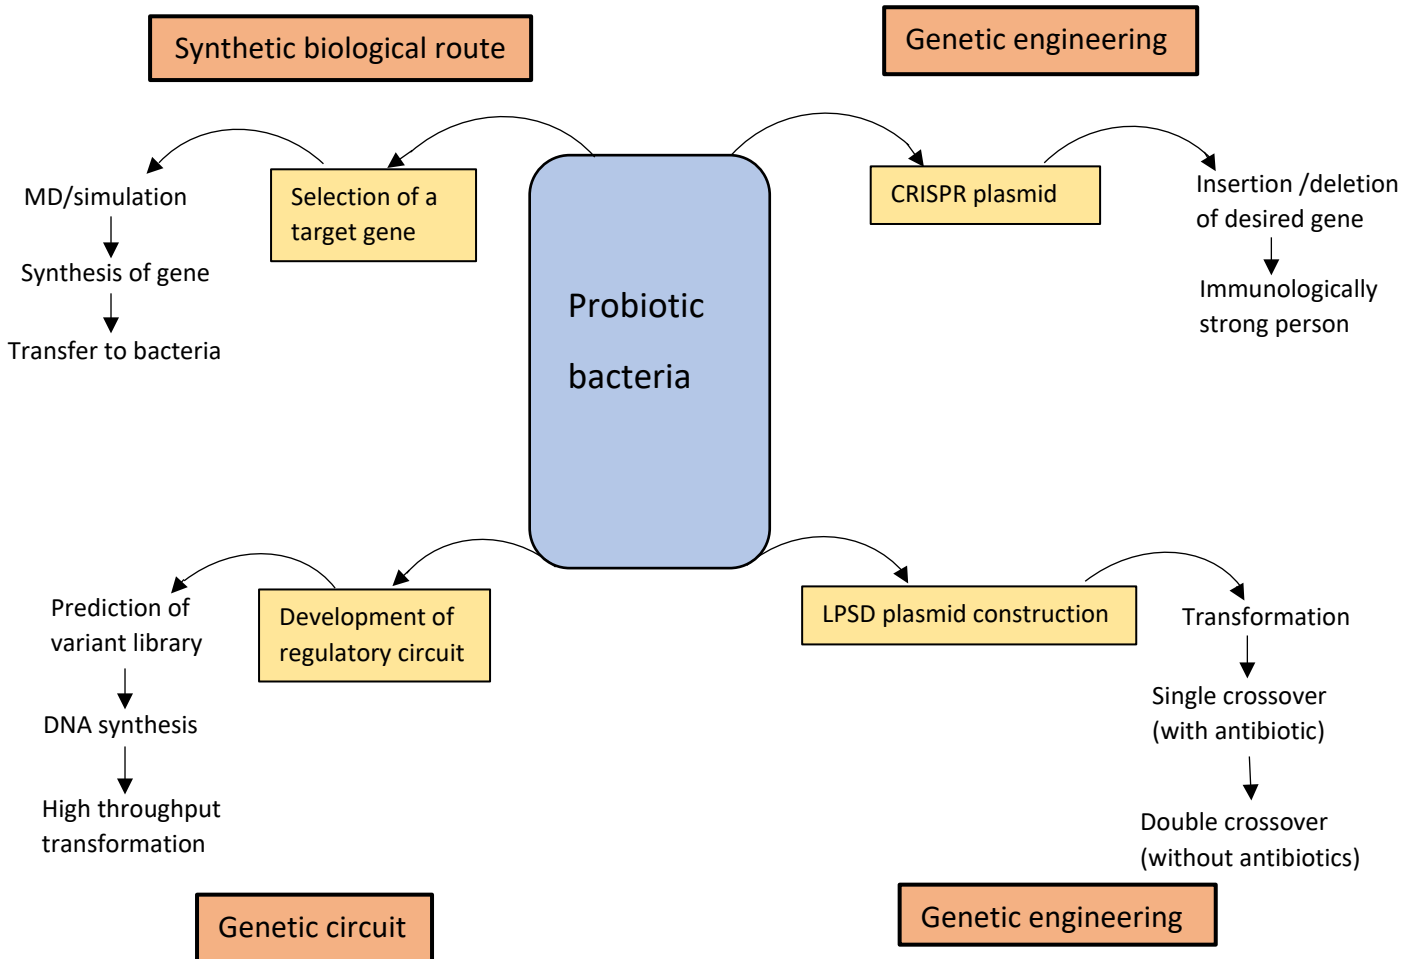 Synthetic biological route
Genetic engineering
MD/simulation
Synthesis of gene
Transfer to bacteria
Selection of a
target gene
Probiotic
bacteria
CRISPR plasmid
Insertion /deletion
of desired gene
Immunologically
strong person
Prediction of
variant library
DNA synthesis
High throughput
transformation
Development of
regulatory circuit
LPSD plasmid construction
Transformation
Single crossover
(with antibiotic)
Double crossover
(without antibiotics)
Genetic circuit
Genetic engineering